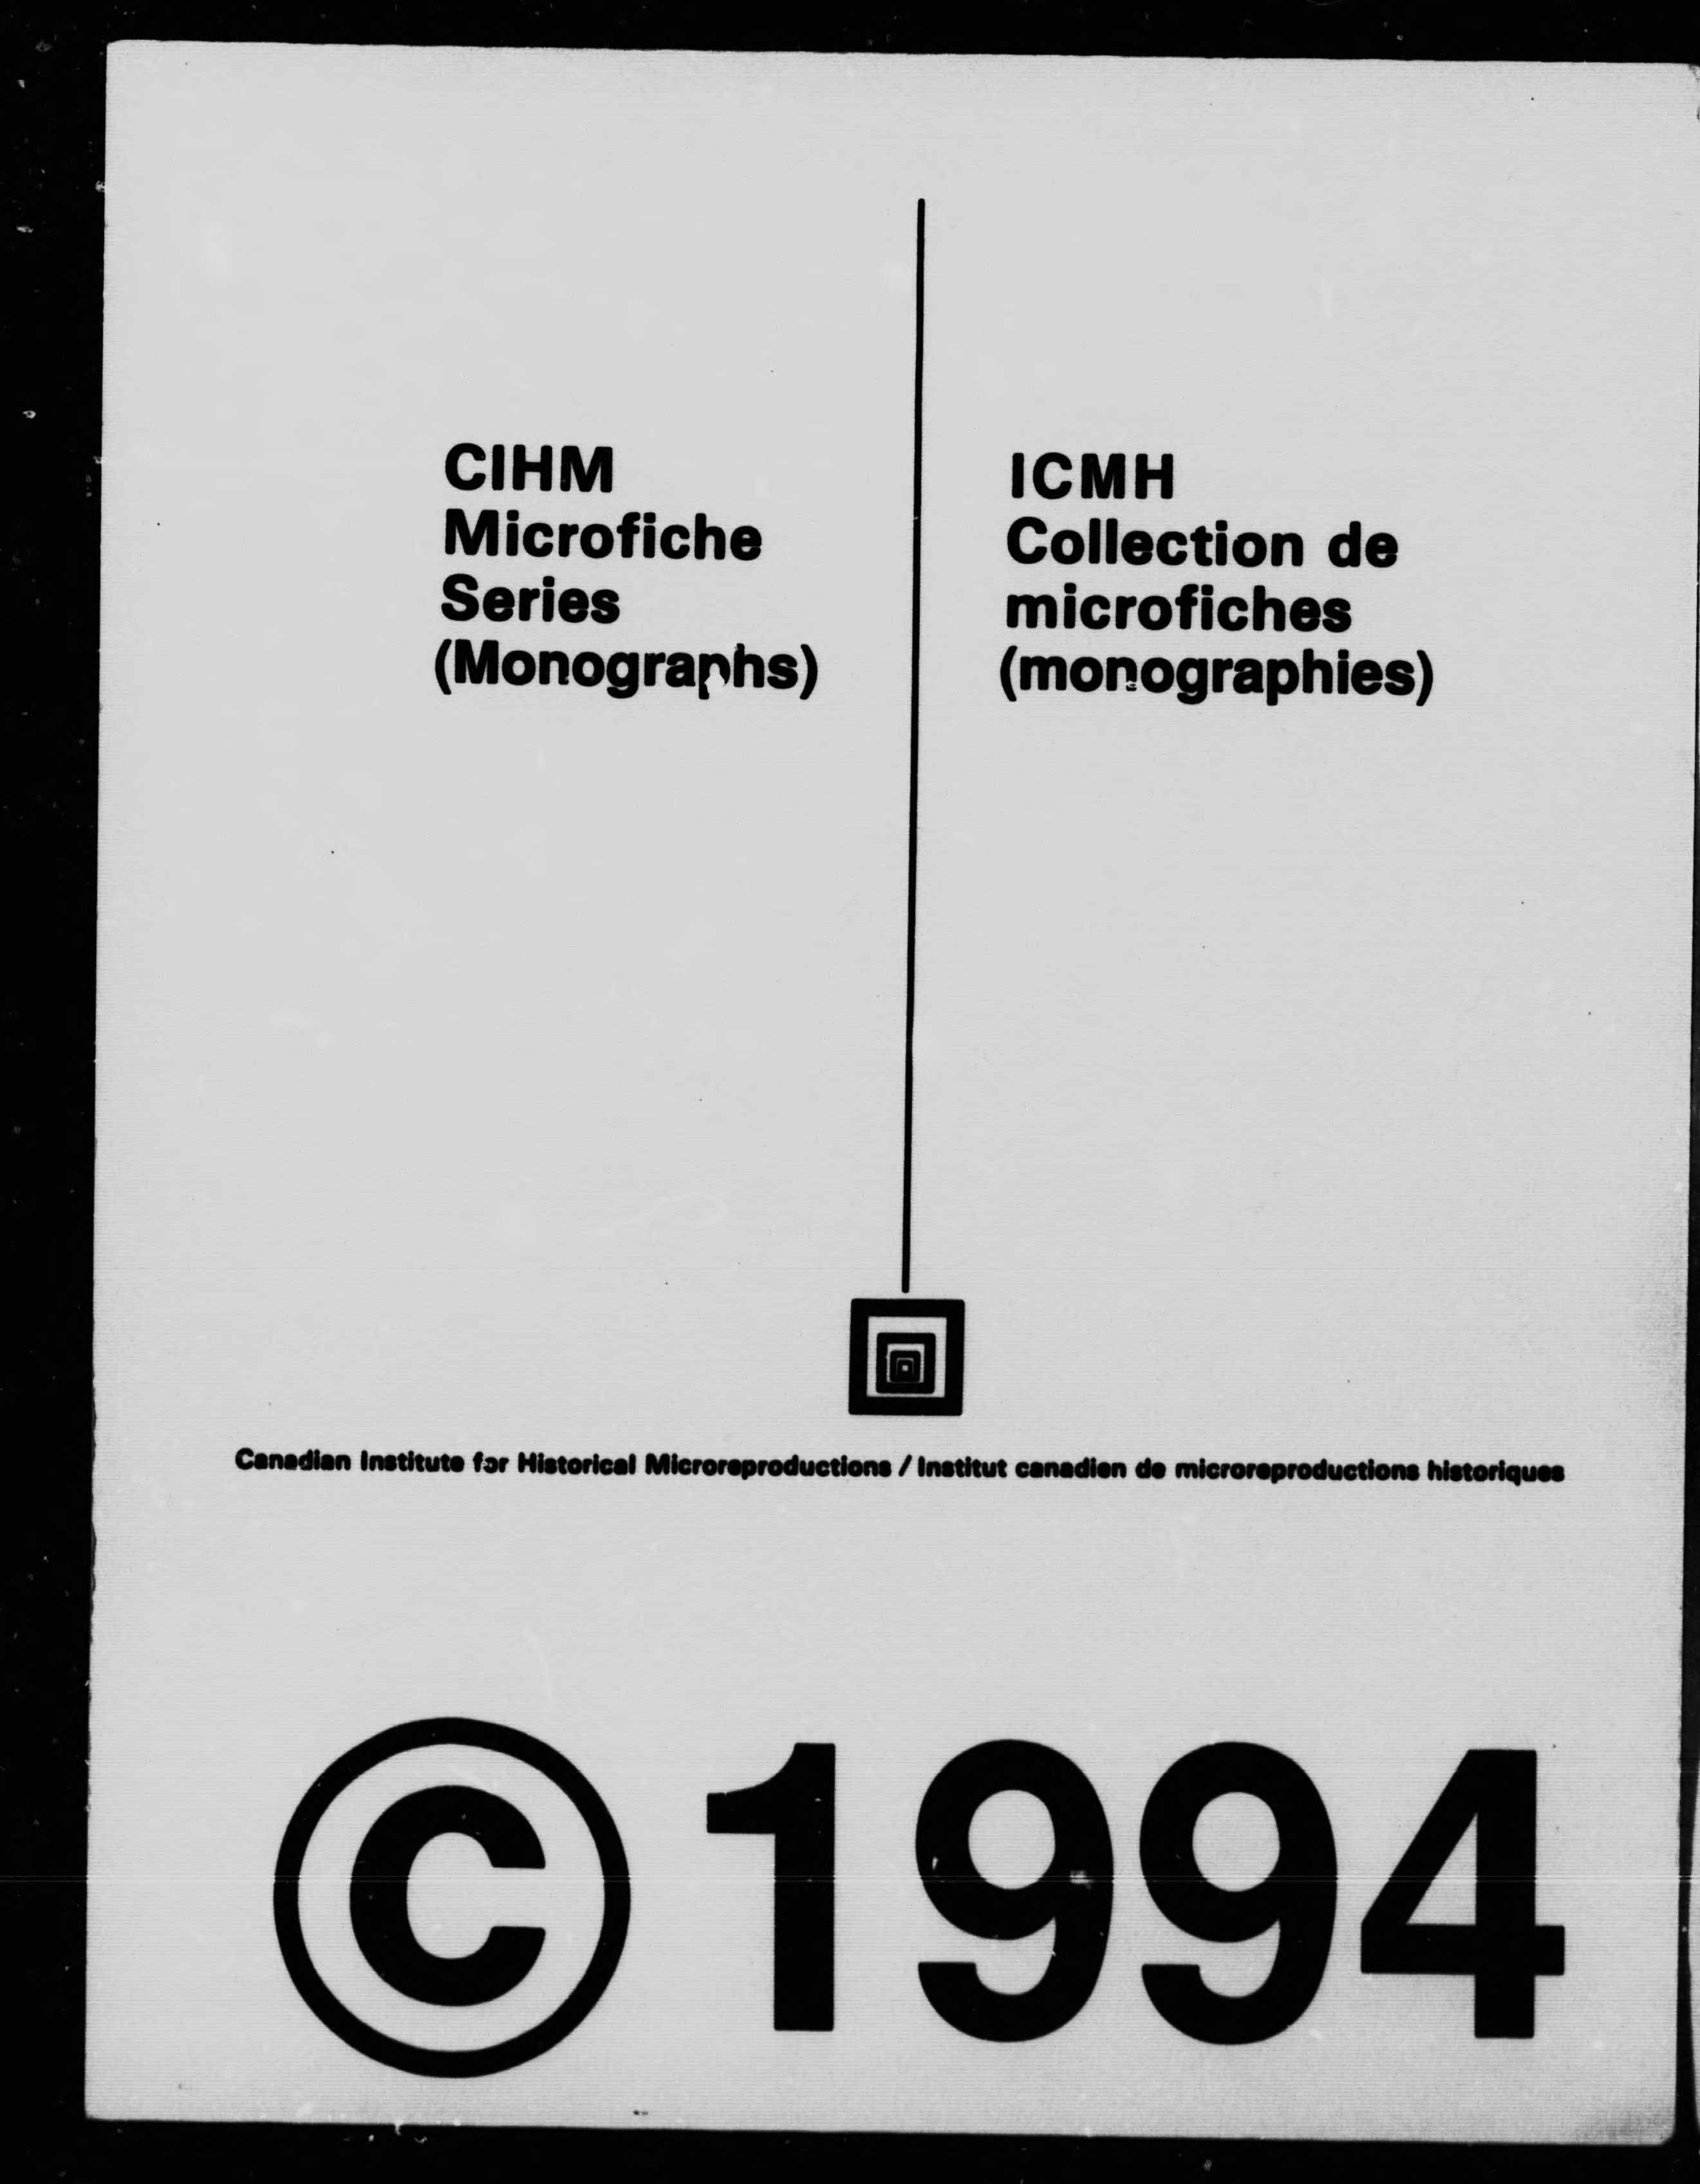 CIHM
Microfiche
Series
(Monographs)
ICMH
Collection de
microfiches
(monographies)
Canadian Institute for Historical Microreproductions / Institut canadien de microreproductions historiques
©1994